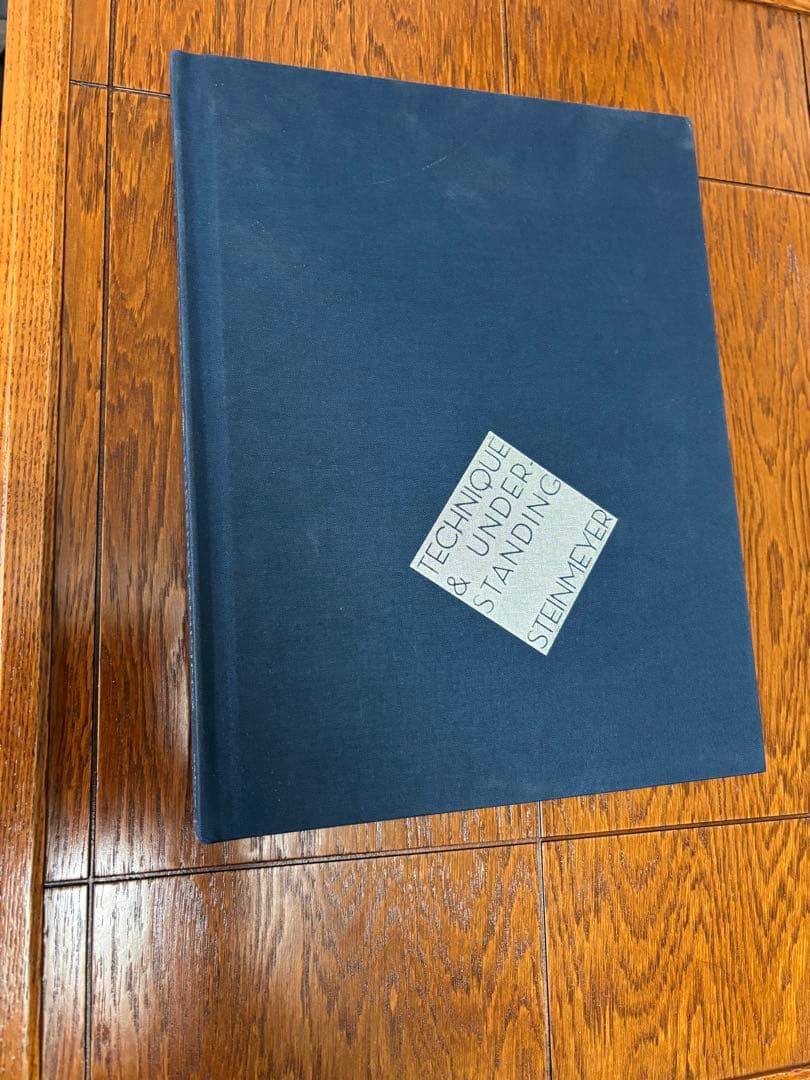 TECHNIQUE
& UNDER-
STANDING
STEINMEYER